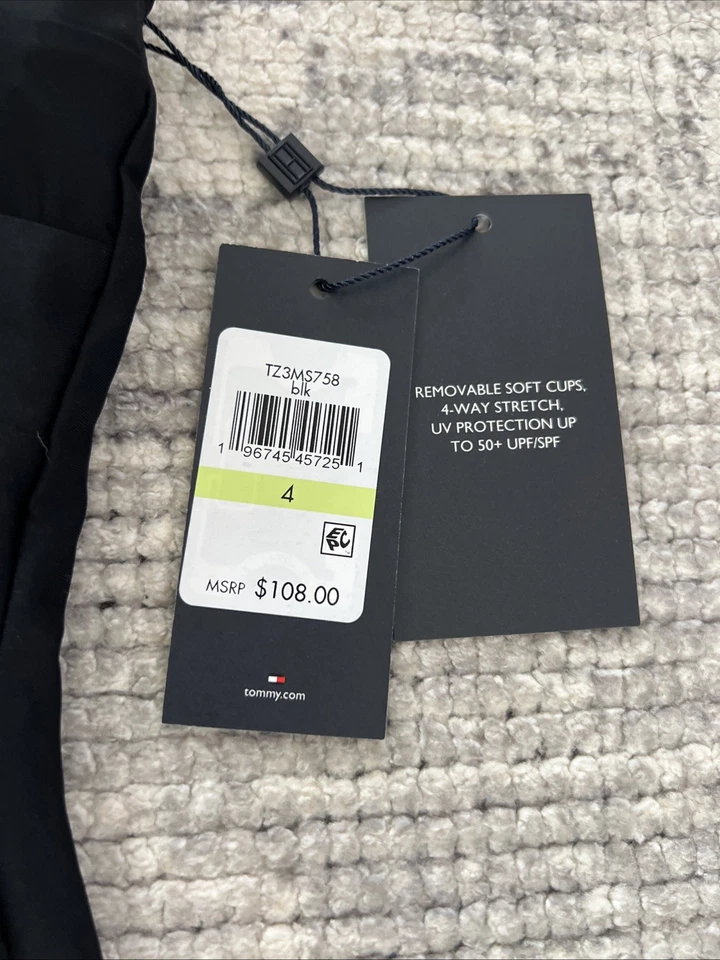 TZ3MS758
blk
1 96745 45725 1
4
EPC
MSRP $108.00
tommy.com
REMOVABLE SOFT CUPS,
4-WAY STRETCH,
UV PROTECTION UP
TO 50+ UPF/SPF